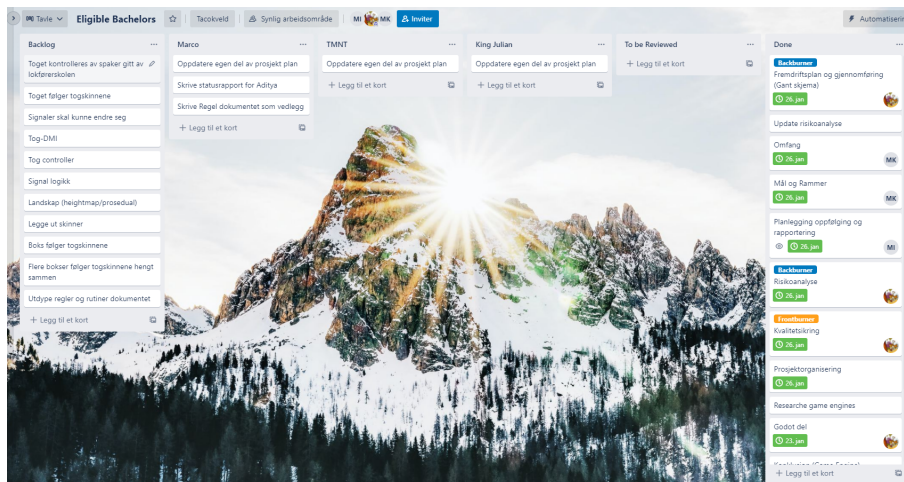 Tavle
Eligible Bachelors
Tacokveld
Synlig arbeidsområde
MI
MK
Inviter
Automatiserin
Backlog
Toget kontrolleres av spaker gitt av
lokførerskolen
Toget følger togskinnene
Signaler skal kunne endre seg
Tog-DMI
Tog controller
Signal logikk
Landskap (heightmap/prosedual)
Legge ut skinner
Boks følger togskinnene
Flere bokser følger togskinnene hengt
sammen
Utdype regler og rutiner dokumentet
+ Legg til et kort
Marco
Oppdatere egen del av prosjekt plan
Skrive statusrapport for Aditya
Skrive Regel dokumentet som vedlegg
+ Legg til et kort
TMNT
Oppdatere egen del av prosjekt plan
+ Legg til et kort
King Julian
Oppdatere egen del av prosjekt plan
+ Legg til et kort
To be Reviewed
+ Legg til et kort
Done
Backburner
Fremdriftsplan og gjennomføring
(Gant skjema)
26. jan
Update risikoanalyse
Omfang
26. jan
MK
Mål og Rammer
26. jan
MK
Planlegging oppfølging og
rapportering
26. jan
MI
Backburner
Risikoanalyse
26. jan
Frontburner
Kvalitetsikring
26. jan
Prosjektorganisering
26. jan
Researche game engines
Godot del
23. jan
+ Legg til et kort